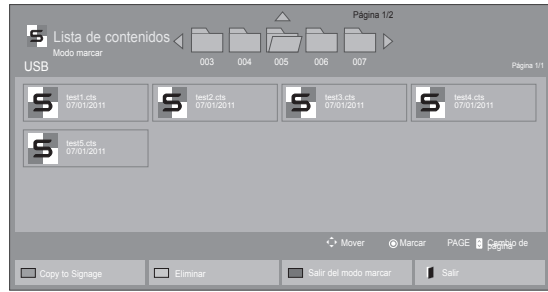 Página 1/2
Lista de contenidos
Modo marcar
003 004 005 006 007
USB
Página 1/1
test1.cts
07/01/2011
test2.cts
07/01/2011
test3.cts
07/01/2011
test4.cts
07/01/2011
test5.cts
07/01/2011
Mover Marcar PAGE Cambio de
página
Copy to Signage Eliminar Salir del modo marcar Salir